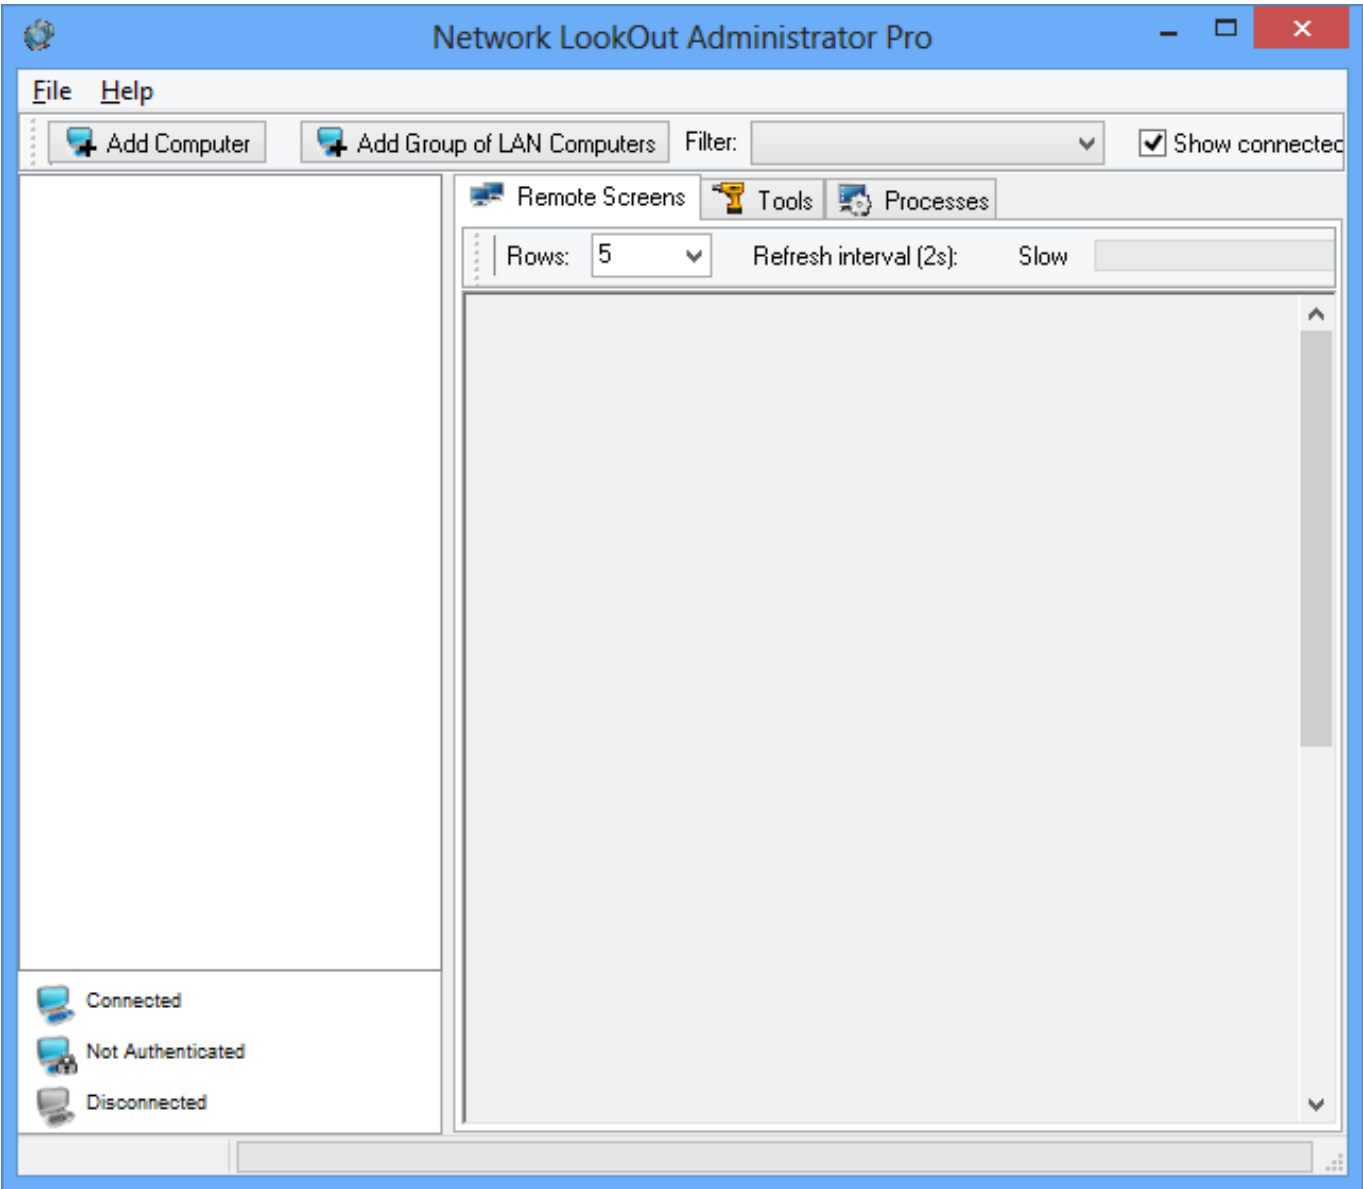 Network LookOut Administrator Pro
File Help
Add Computer Add Group of LAN Computers Filter: Show connected
Remote Screens Tools Processes
Rows: 5 Refresh interval (2s): Slow
Connected
Not Authenticated
Disconnected